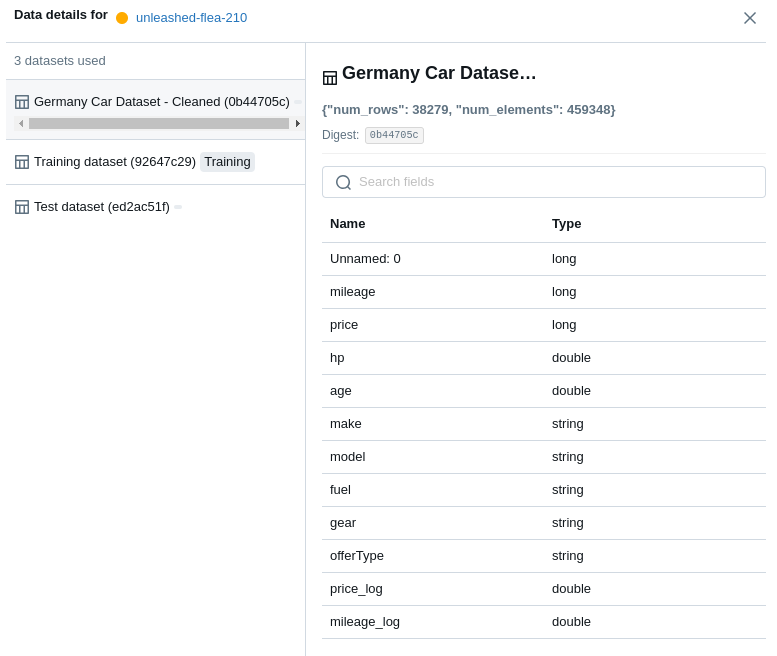 Data details for unleashed-flea-210
3 datasets used
Germany Car Dataset - Cleaned (0b44705c)
Training dataset (92647c29) Training
Test dataset (ed2ac51f)
Germany Car Datase…
{"num_rows": 38279, "num_elements": 459348}
Digest: 0b44705c
Search fields
Name Type
Unnamed: 0 long
mileage long
price long
hp double
age double
make string
model string
fuel string
gear string
offerType string
price_log double
mileage_log double